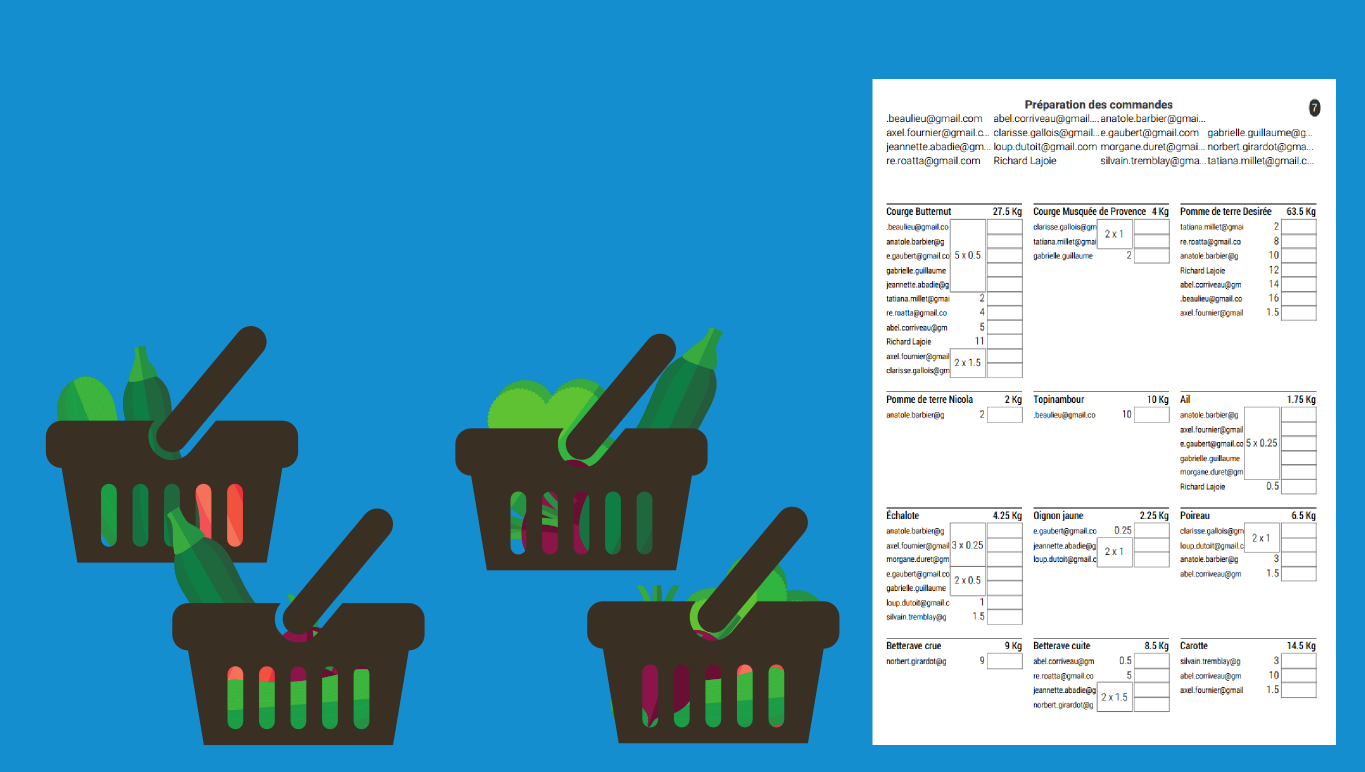 Préparation des commandes
7
.beaulieu@gmail.com abel.corriveau@gmail.... anatole.barbier@gmai...
axel.fournier@gmail.c... clarisse.gallois@gmail... e.gaubert@gmail.com gabrielle.guillaume@g...
jeannette.abadie@gm... loup.dutoit@gmail.com morgane.duret@gmai... norbert.girardot@gma...
re.roatta@gmail.com Richard Lajoie silvain.tremblay@gma... tatiana.millet@gmail.c...
Courge Butternut 27.5 Kg
.beaulieu@gmail.co
anatole.barbier@g
e.gaubert@gmail.co 5 x 0.5
gabrielle.guillaume
jeannette.abadie@g
tatiana.millet@gmai 2
re.roatta@gmail.co 4
abel.corriveau@gm 5
Richard Lajoie 11
axel.fournier@gmail
2 x 1.5
clarisse.gallois@gm
Courge Musquée de Provence 4 Kg
clarisse.gallois@gm
2 x 1
tatiana.millet@gmai
gabrielle.guillaume 2
Pomme de terre Desirée 63.5 Kg
tatiana.millet@gmai 2
re.roatta@gmail.co 8
anatole.barbier@g 10
Richard Lajoie 12
abel.corriveau@gm 14
.beaulieu@gmail.co 16
axel.fournier@gmail 1.5
Pomme de terre Nicola 2 Kg
anatole.barbier@g 2
Topinambour 10 Kg
.beaulieu@gmail.co 10
Ail 1.75 Kg
anatole.barbier@g
axel.fournier@gmail
e.gaubert@gmail.co 5 x 0.25
gabrielle.guillaume
morgane.duret@gm
Richard Lajoie 0.5
Échalote 4.25 Kg
anatole.barbier@g
axel.fournier@gmail 3 x 0.25
morgane.duret@gm
e.gaubert@gmail.co
2 x 0.5
gabrielle.guillaume
loup.dutoit@gmail.c 1
silvain.tremblay@g 1.5
Oignon jaune 2.25 Kg
e.gaubert@gmail.co 0.25
jeannette.abadie@g
2 x 1
loup.dutoit@gmail.c
Poireau 6.5 Kg
clarisse.gallois@gm
2 x 1
loup.dutoit@gmail.c
anatole.barbier@g 3
abel.corriveau@gm 1.5
Betterave crue 9 Kg
norbert.girardot@g 9
Betterave cuite 8.5 Kg
abel.corriveau@gm 0.5
re.roatta@gmail.co 5
jeannette.abadie@g
2 x 1.5
norbert.girardot@g
Carotte 14.5 Kg
silvain.tremblay@g 3
abel.corriveau@gm 10
axel.fournier@gmail 1.5